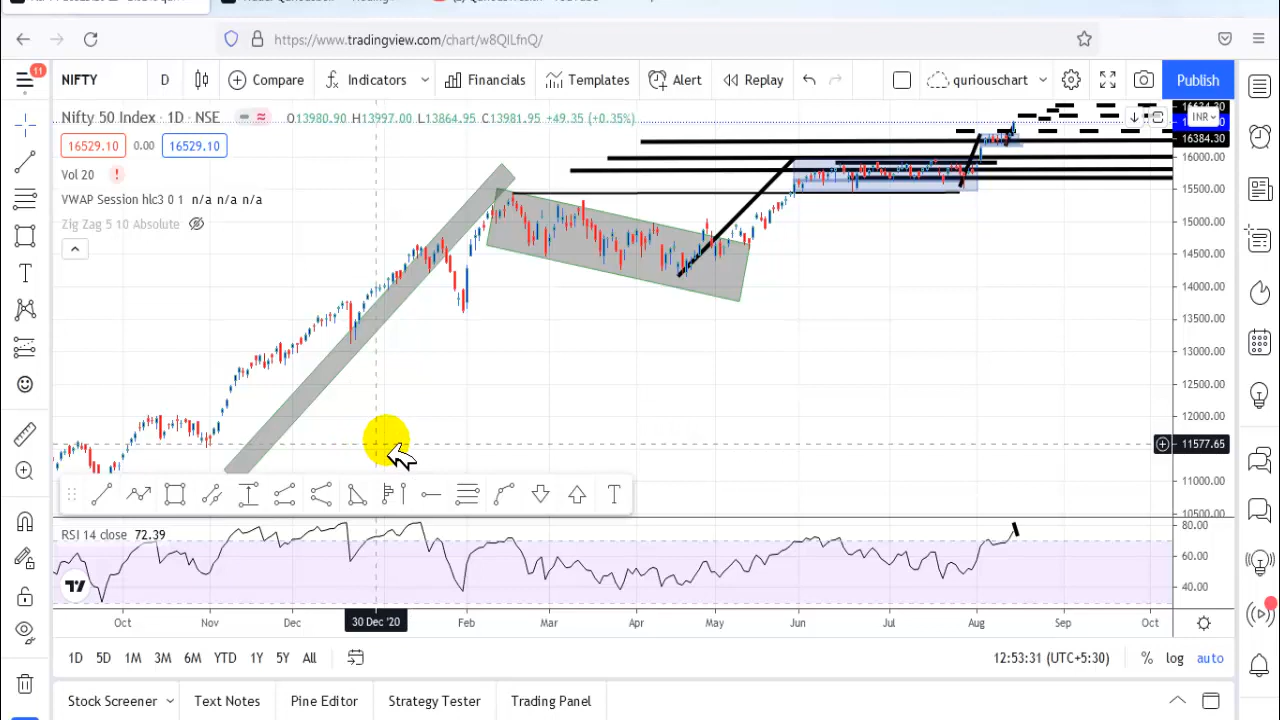 https://www.tradingview.com/chart/w8QILfnQ/
11
NIFTY D Compare Indicators Financials Templates Alert Replay quriouschart Publish
Nifty 50 Index · 1D · NSE O13980.90 H13997.00 L13864.95 C13981.95 +49.35 (+0.35%)
INR
16529.10 0.00 16529.10
16384.30
Vol 20
VWAP Session hlc3 0 1 n/a n/a n/a
Zig Zag 5 10 Absolute
16000.00
15500.00
15000.00
14500.00
14000.00
13500.00
13000.00
12500.00
12000.00
11577.65
11000.00
10500.00
RSI 14 close 72.39
80.00
60.00
40.00
Oct Nov Dec 30 Dec '20 Feb Mar Apr May Jun Jul Aug Sep Oct
1D 5D 1M 3M 6M YTD 1Y 5Y All 12:53:31 (UTC+5:30) % log auto
Stock Screener Text Notes Pine Editor Strategy Tester Trading Panel